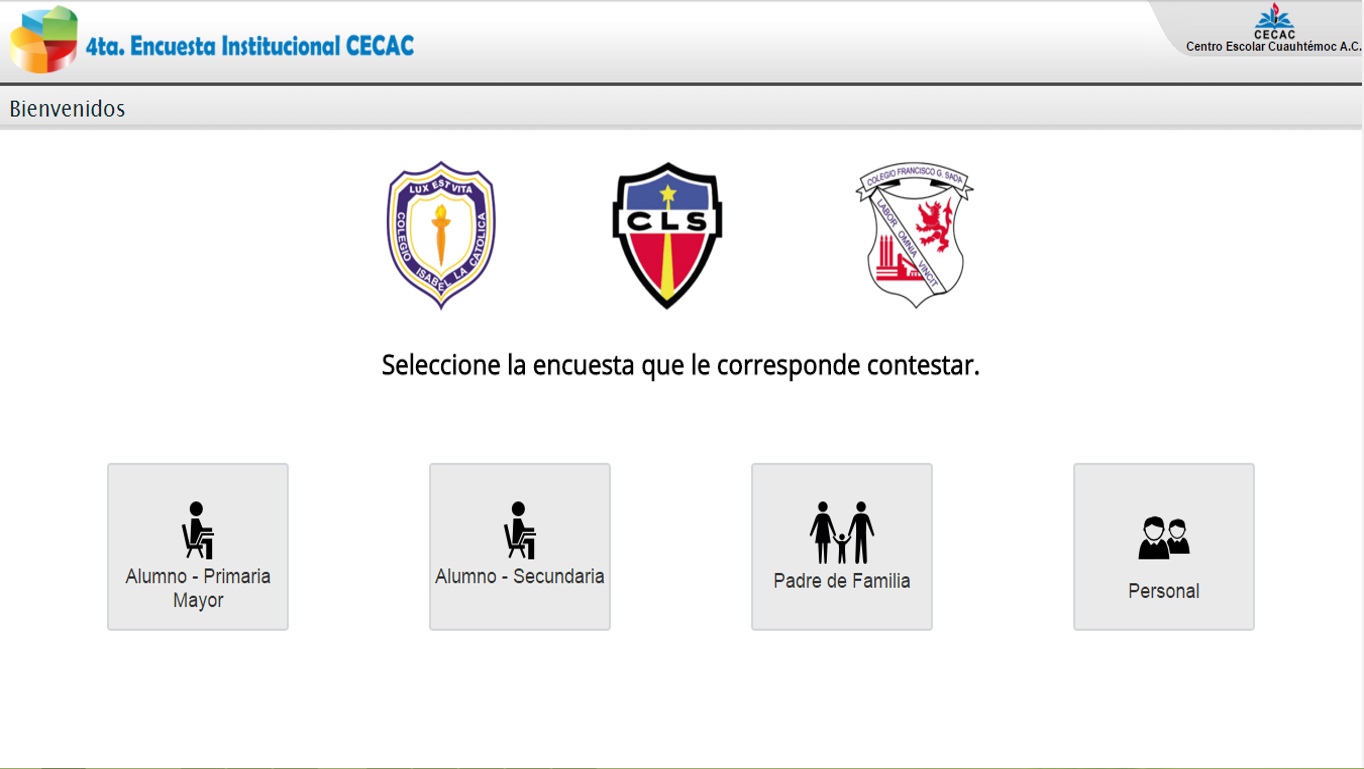 4ta. Encuesta Institucional CECAC
CECAC
Centro Escolar Cuauhtémoc A.C.
Bienvenidos
LUX EST VITA
COLEGIO ISABEL LA CATOLICA
CLS
COLEGIO FRANCISCO G. SADA
LABOR OMNIA VINCIT
Seleccione la encuesta que le corresponde contestar.
Alumno - Primaria
Mayor
Alumno - Secundaria
Padre de Familia
Personal